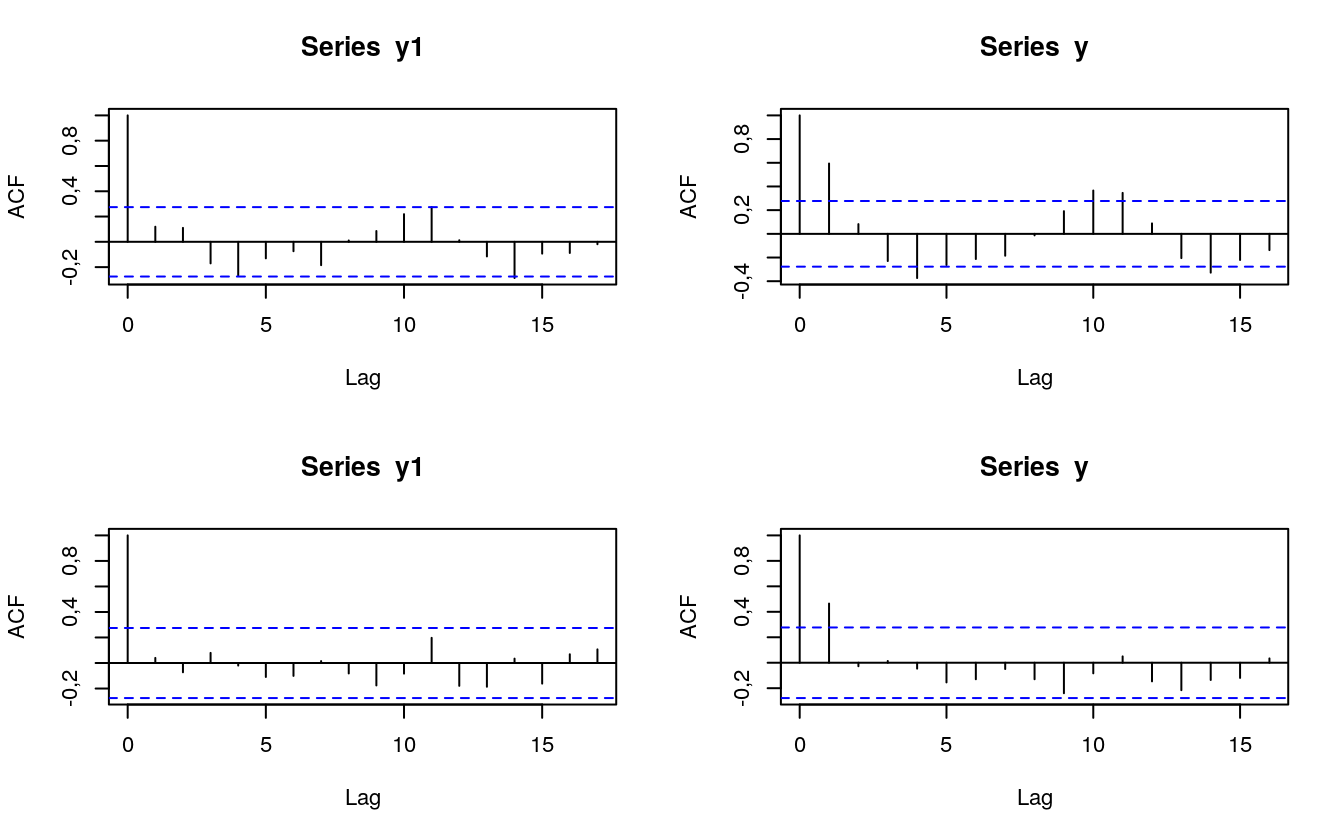 Series y1
ACF
-0,2 0,4 0,8
0 5 10 15
Lag
Series y
ACF
-0,4 0,2 0,8
0 5 10 15
Lag
Series y1
ACF
-0,2 0,4 0,8
0 5 10 15
Lag
Series y
ACF
-0,2 0,4 0,8
0 5 10 15
Lag